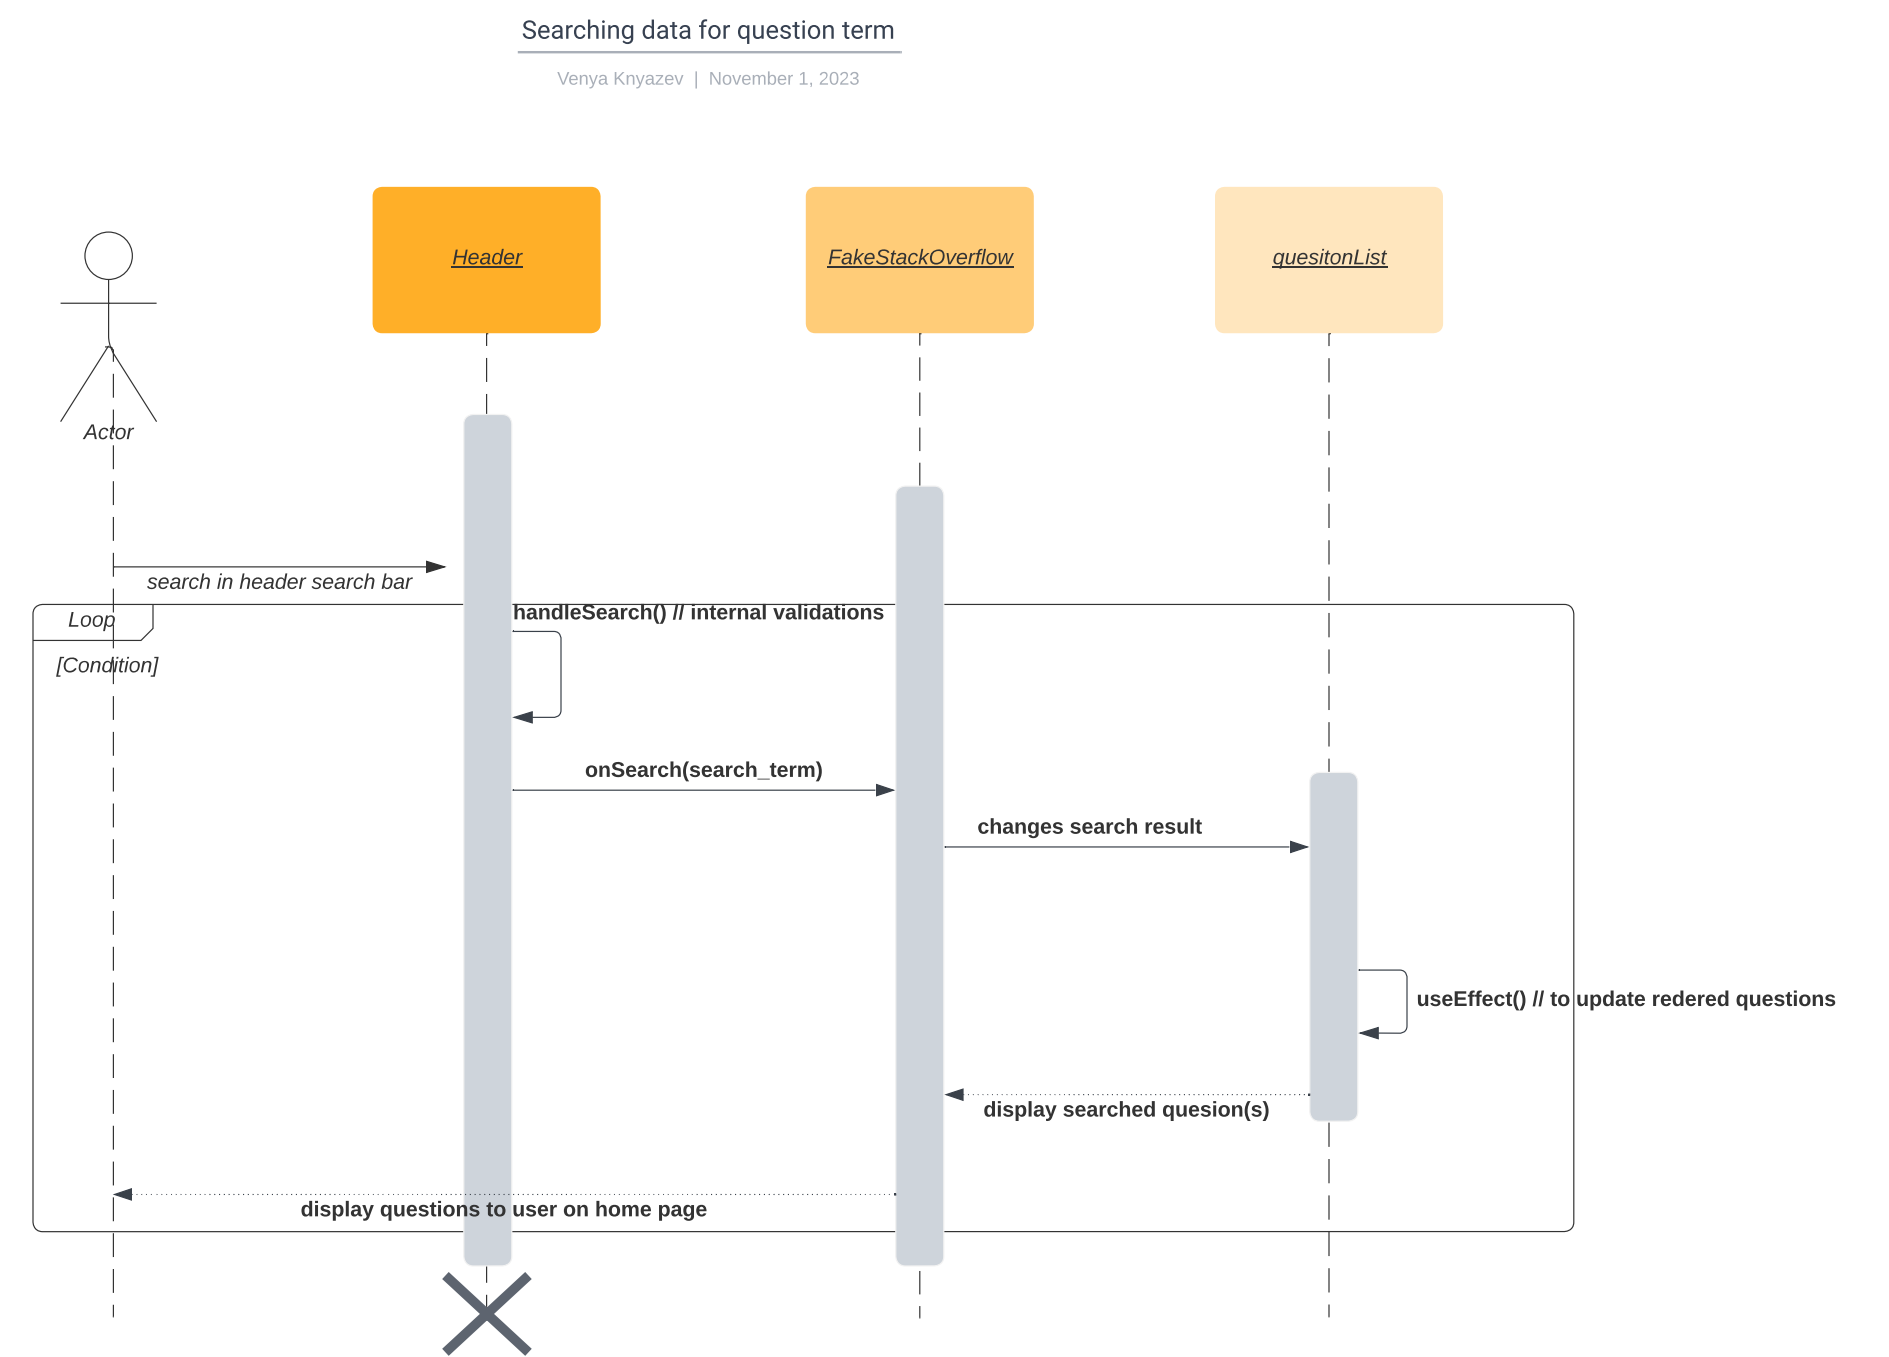 Searching data for question term
Venya Knyazev | November 1, 2023
Header
FakeStackOverflow
quesitonList
Actor
search in header search bar
Loop
handleSearch() // internal validations
[Condition]
onSearch(search_term)
changes search result
useEffect() // to update redered questions
display searched quesion(s)
display questions to user on home page